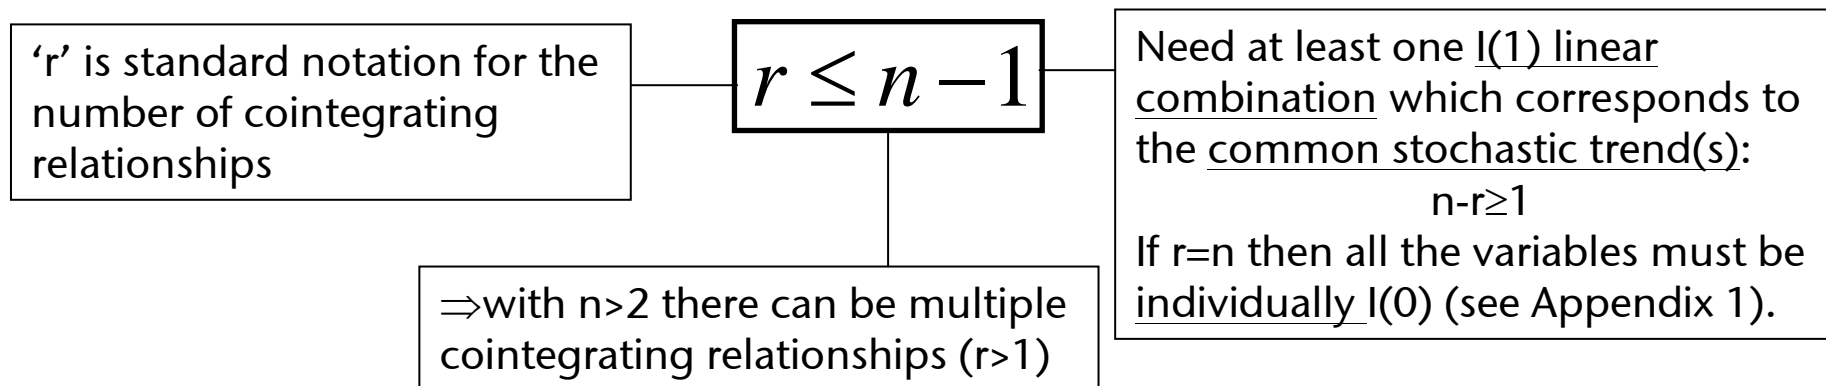 ‘r’ is standard notation for the
number of cointegrating
relationships
r ≤ n − 1
Need at least one I(1) linear
combination which corresponds to
the common stochastic trend(s):
n-r≥1
If r=n then all the variables must be
individually I(0) (see Appendix 1).
⇒with n>2 there can be multiple
cointegrating relationships (r>1)